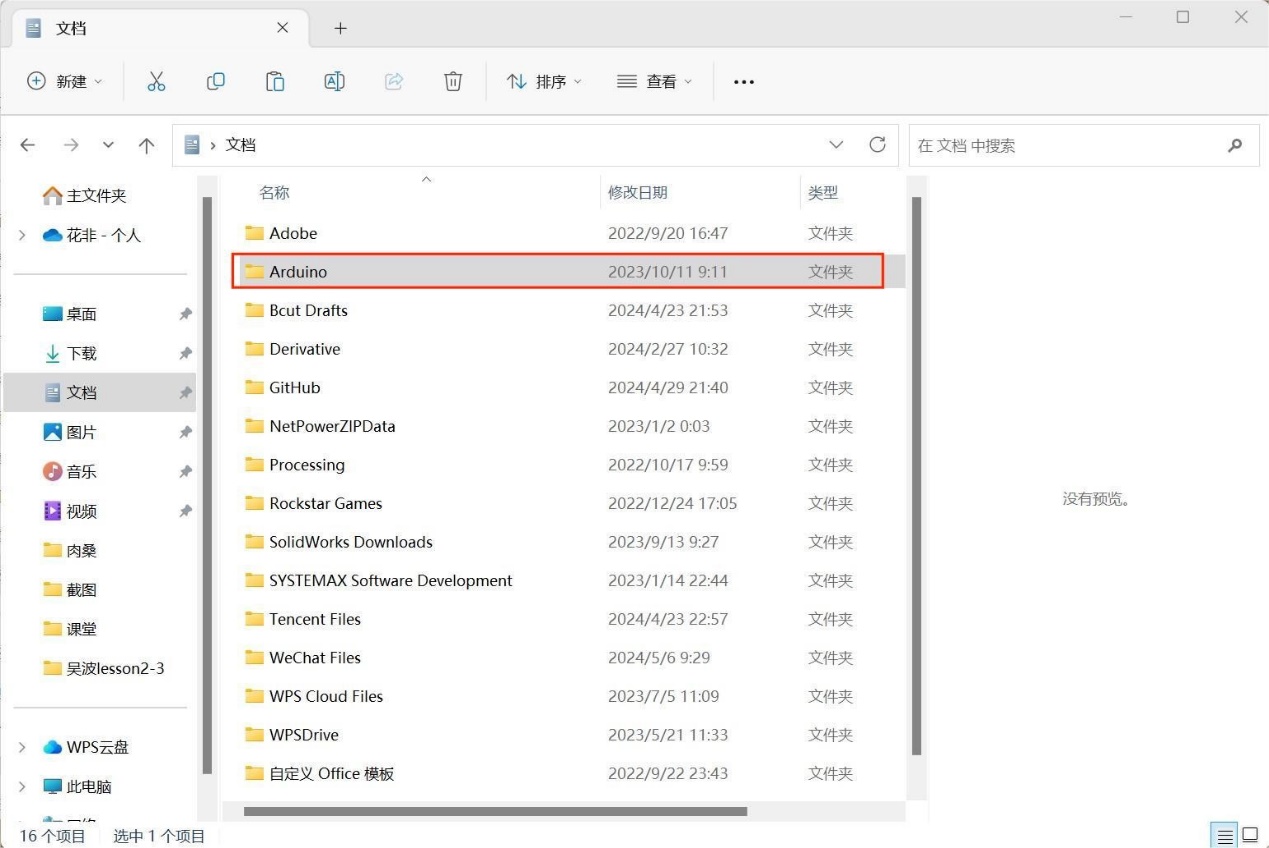 文档
新建
排序
查看
文档
在 文档 中搜索
主文件夹
花非 - 个人
桌面
下载
文档
图片
音乐
视频
肉桑
截图
课堂
吴波lesson2-3
WPS云盘
此电脑
名称 修改日期 类型
Adobe 2022/9/20 16:47 文件夹
Arduino 2023/10/11 9:11 文件夹
Bcut Drafts 2024/4/23 21:53 文件夹
Derivative 2024/2/27 10:32 文件夹
GitHub 2024/4/29 21:40 文件夹
NetPowerZIPData 2023/1/2 0:03 文件夹
Processing 2022/10/17 9:59 文件夹
Rockstar Games 2022/12/24 17:05 文件夹
SolidWorks Downloads 2023/9/13 9:27 文件夹
SYSTEMAX Software Development 2023/1/14 22:44 文件夹
Tencent Files 2024/4/23 22:57 文件夹
WeChat Files 2024/5/6 9:29 文件夹
WPS Cloud Files 2023/7/5 11:09 文件夹
WPSDrive 2023/5/21 11:33 文件夹
自定义 Office 模板 2022/9/22 23:43 文件夹
没有预览。
16 个项目 选中 1 个项目